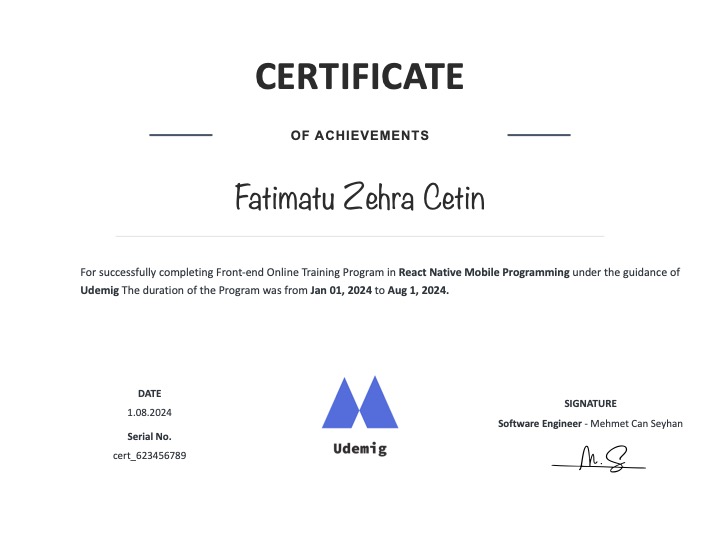 CERTIFICATE
OF ACHIEVEMENTS
Fatimatu Zehra Cetin
For successfully completing Front-end Online Training Program in React Native Mobile Programming under the guidance of
Udemig The duration of the Program was from Jan 01, 2024 to Aug 1, 2024.
DATE
1.08.2024
Serial No.
cert_623456789
Udemig
SIGNATURE
Software Engineer - Mehmet Can Seyhan
M.S